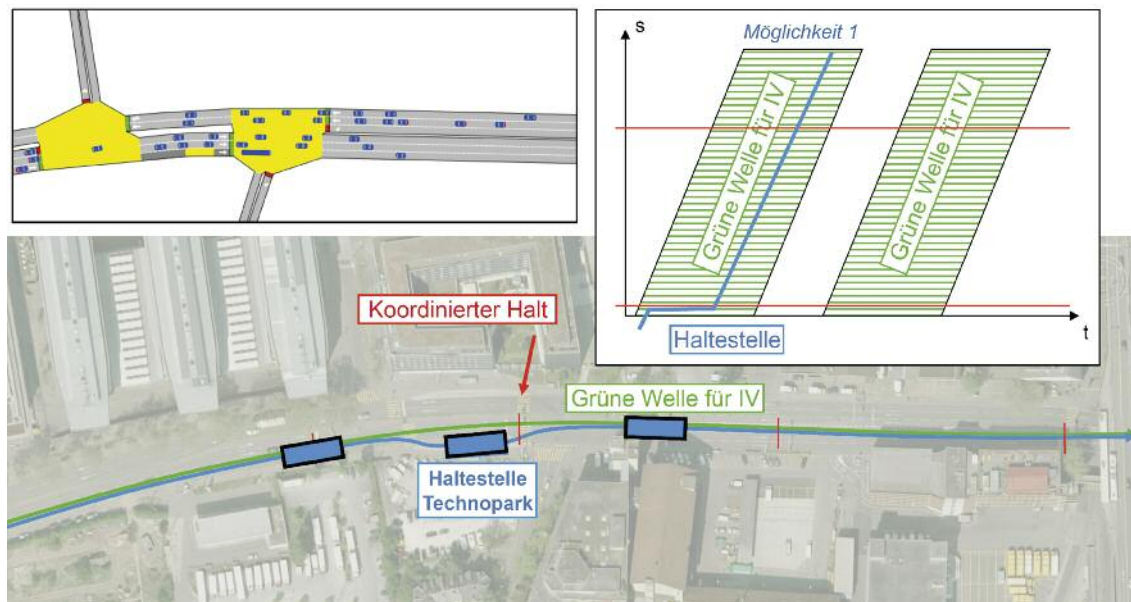 Möglichkeit 1
s
Grüne Welle für IV
Grüne Welle für IV
Haltestelle
t
Koordinierter Halt
Grüne Welle für IV
Haltestelle
Technopark